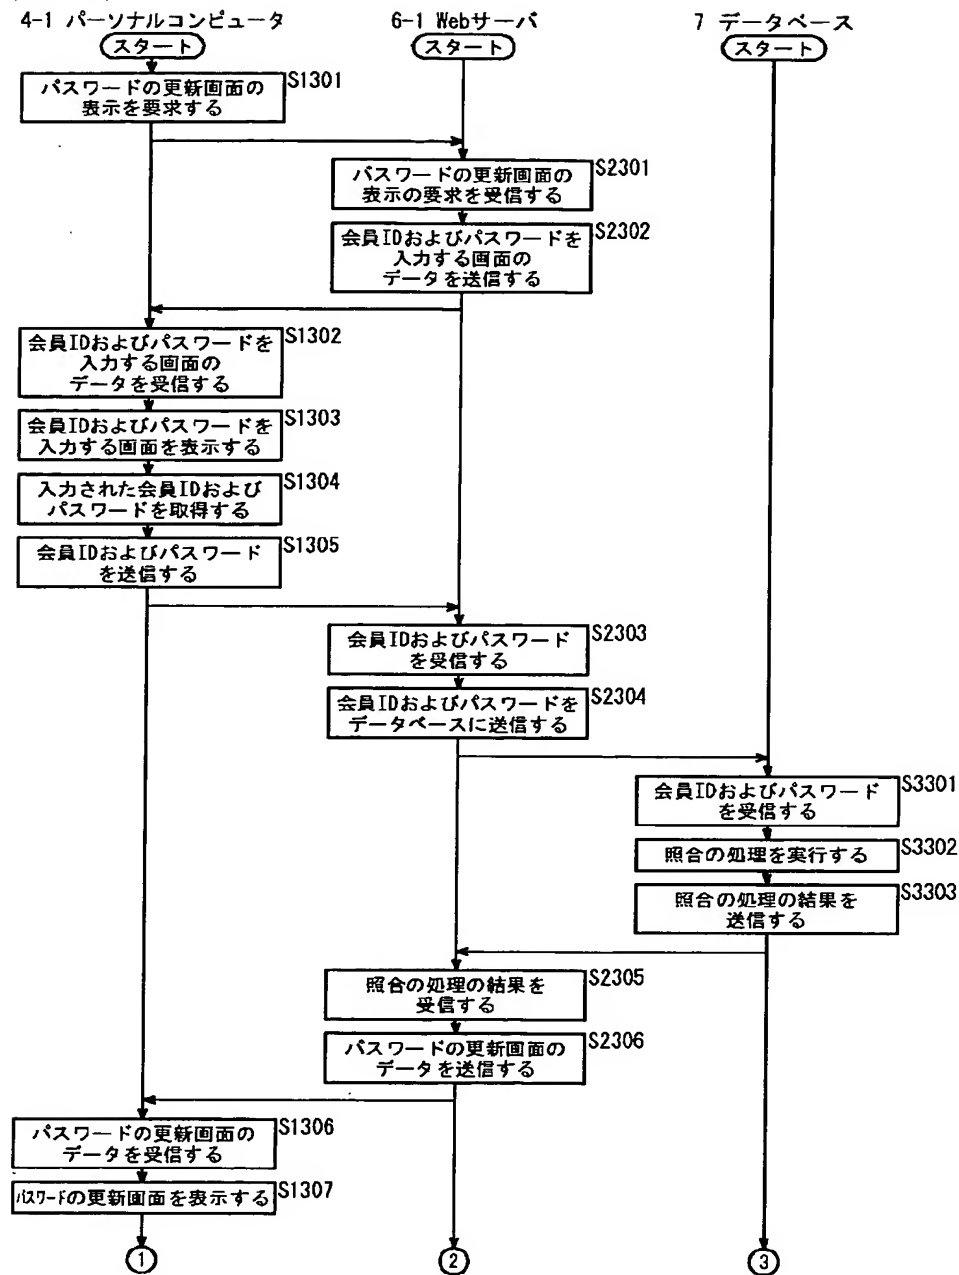 4-1 パーソナルコンピュータ
6-1 Webサーバ
7 データベース
スタート
スタート
スタート
パスワードの更新画面の
表示を要求する
S1301
パスワードの更新画面の
表示の要求を受信する
S2301
会員IDおよびパスワードを
入力する画面の
データを送信する
S2302
会員IDおよびパスワードを
入力する画面の
データを受信する
S1302
会員IDおよびパスワードを
入力する画面を表示する
S1303
入力された会員IDおよび
パスワードを取得する
S1304
会員IDおよびパスワード
を送信する
S1305
会員IDおよびパスワード
を受信する
S2303
会員IDおよびパスワードを
データベースに送信する
S2304
会員IDおよびパスワード
を受信する
S3301
照合の処理を実行する
S3302
照合の処理の結果を
送信する
S3303
照合の処理の結果を
受信する
S2305
パスワードの更新画面の
データを送信する
S2306
パスワードの更新画面の
データを受信する
S1306
パスワードの更新画面を表示する
S1307
1
2
3